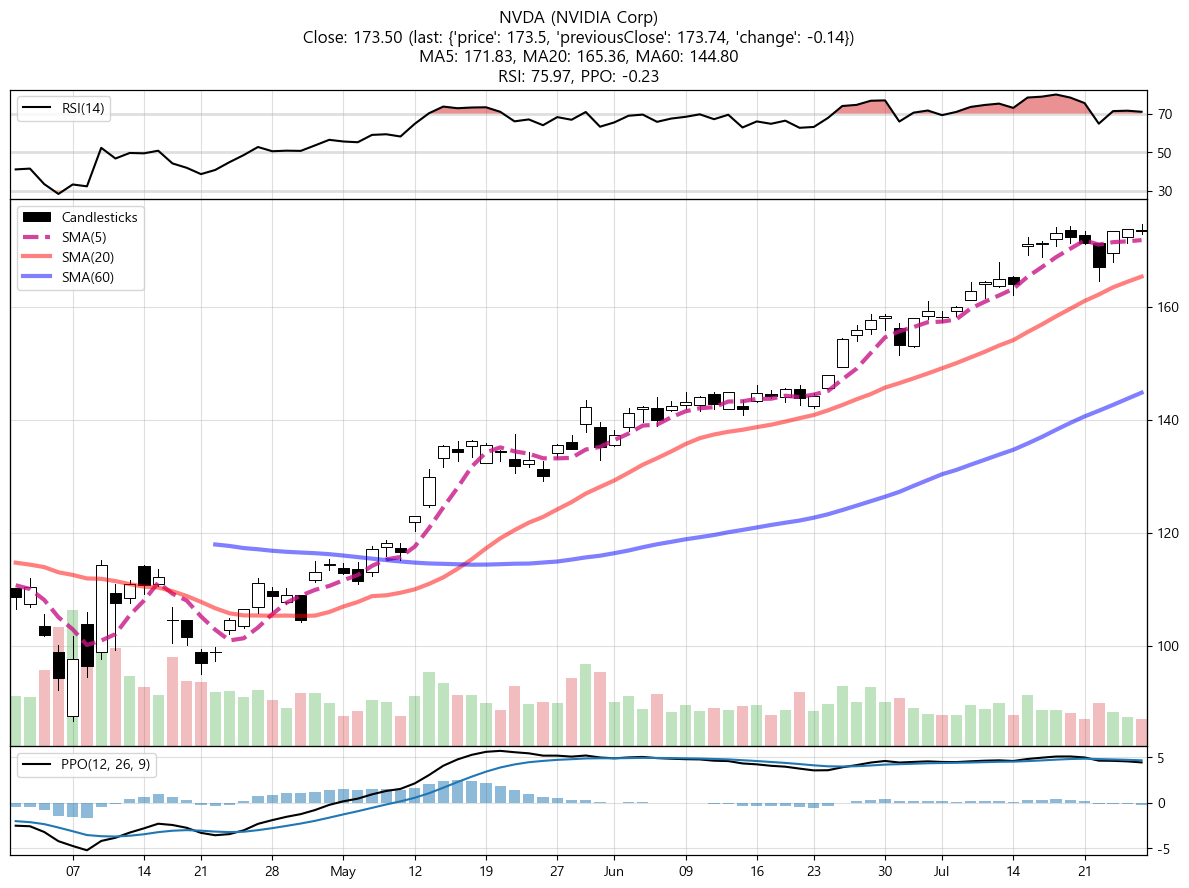 NVDA (NVIDIA Corp)
Close: 173.50 (last: {'price': 173.5, 'previousClose': 173.74, 'change': -0.14})
MA5: 171.83, MA20: 165.36, MA60: 144.80
RSI: 75.97, PPO: -0.23
RSI(14)
70
50
30
Candlesticks
SMA(5)
SMA(20)
SMA(60)
160
140
120
100
PPO(12, 26, 9)
5
0
-5
07 14 21 28 May 12 19 27 Jun 09 16 23 30 Jul 14 21